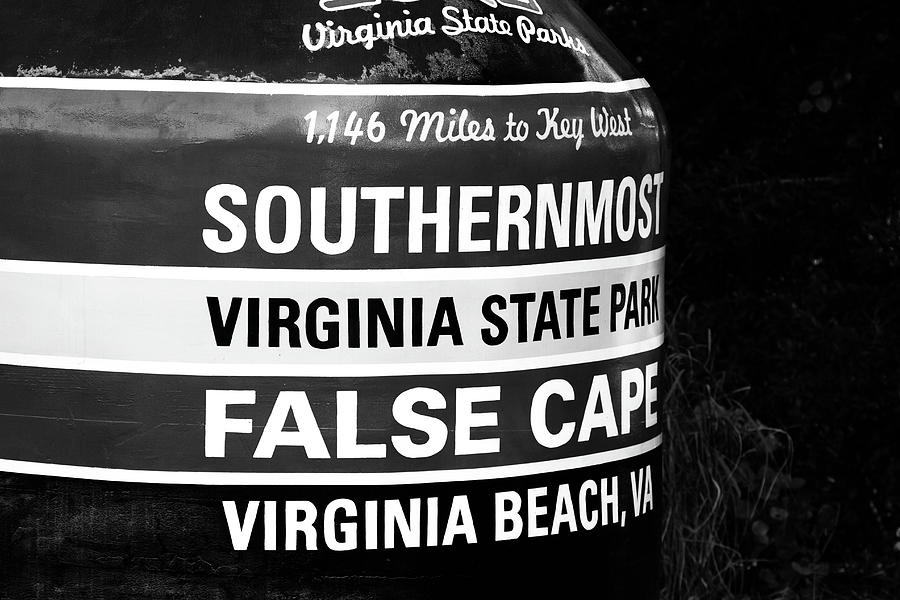 Virginia State Parks
1,146 Miles to Key West
SOUTHERNMOST
VIRGINIA STATE PARK
FALSE CAPE
VIRGINIA BEACH, VA